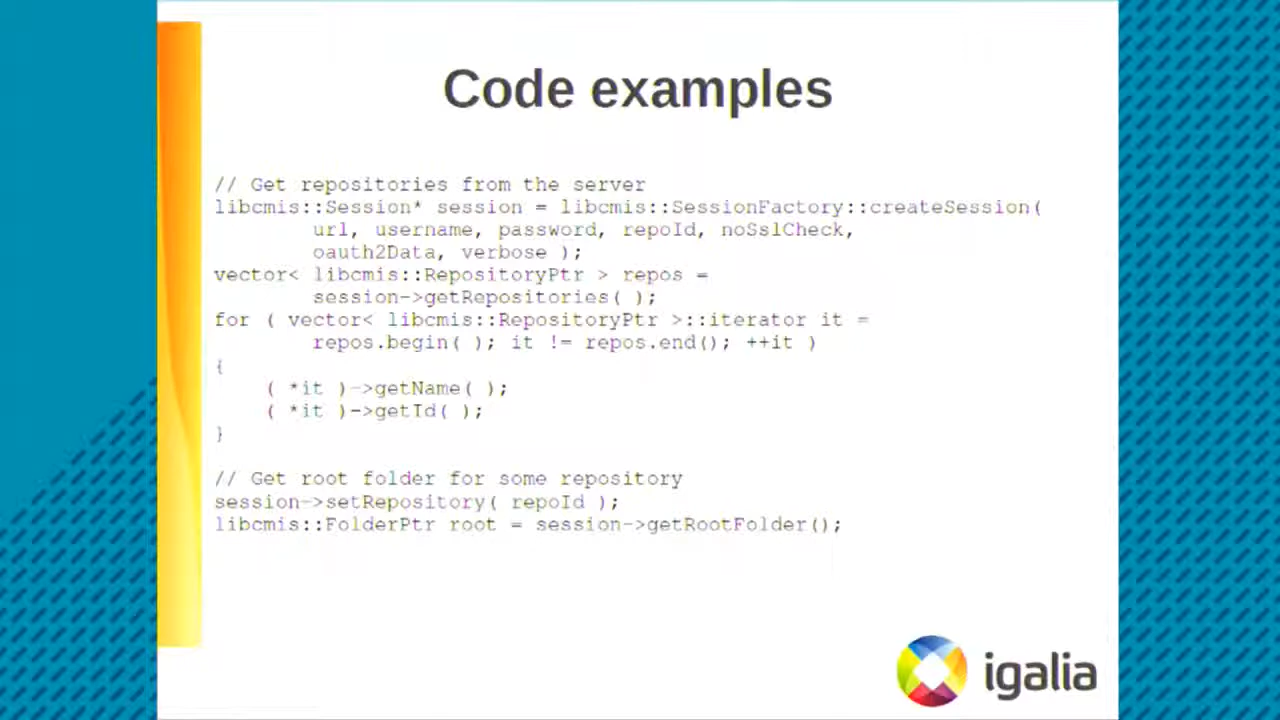 Code examples
// Get repositories from the server
libcmis::Session* session = libcmis::SessionFactory::createSession(
url, username, password, repoId, noSslCheck,
oauth2Data, verbose );
vector< libcmis::RepositoryPtr > repos =
session->getRepositories( );
for ( vector< libcmis::RepositoryPtr >::iterator it =
repos.begin( ); it != repos.end(); ++it )
{
( *it )->getName( );
( *it )->getId( );
}
// Get root folder for some repository
session->setRepository( repoId );
libcmis::FolderPtr root = session->getRootFolder();
igalia